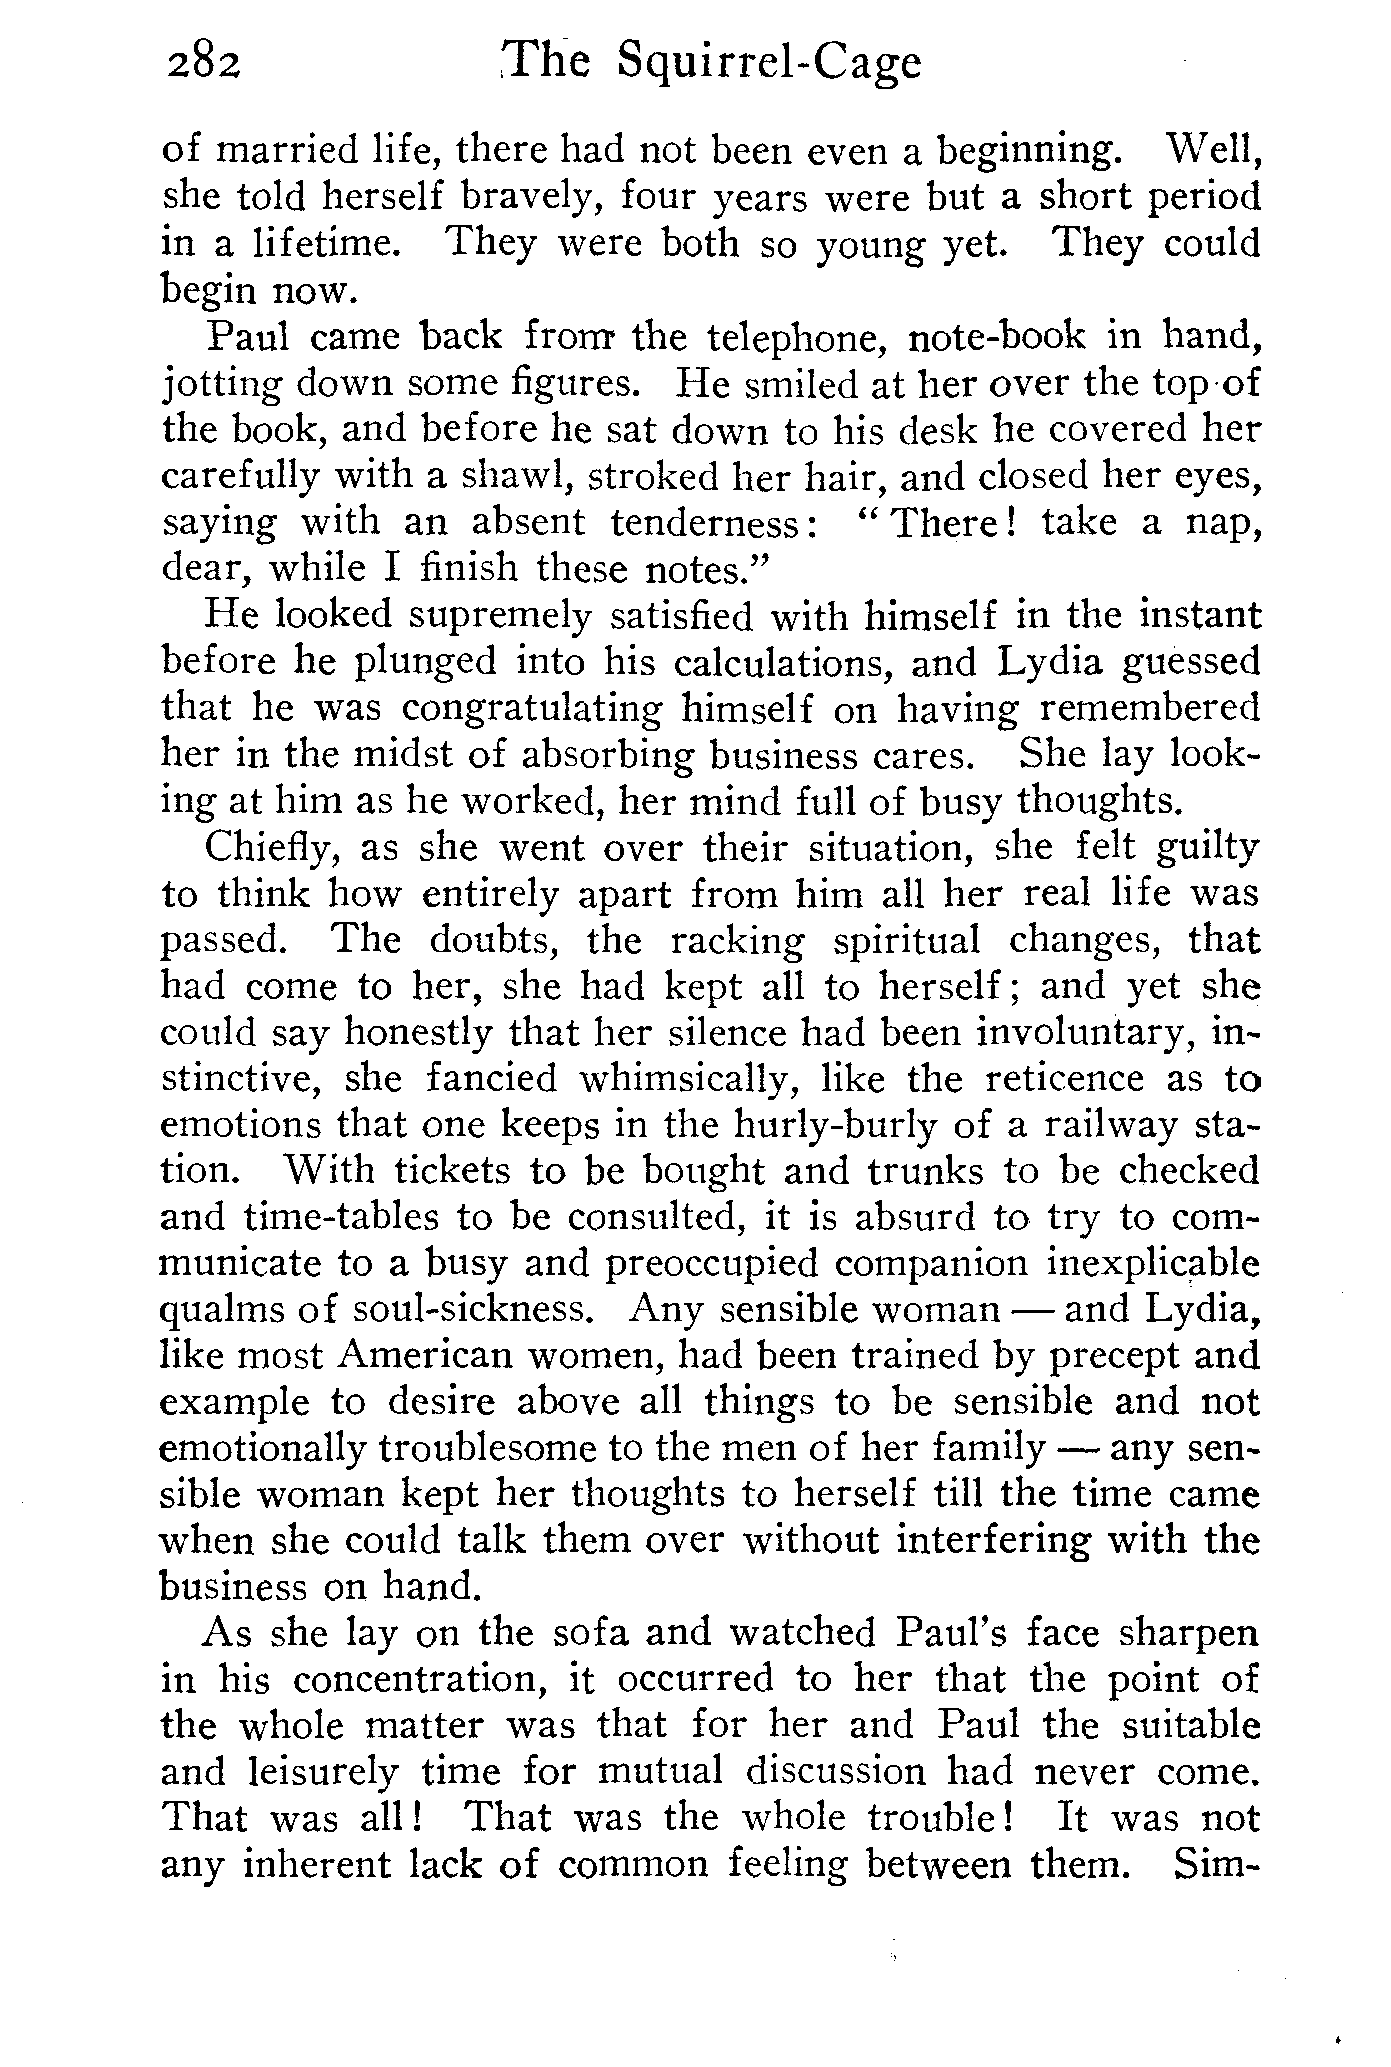 282 The Squirrel-Cage
of married life, there had not been even a beginning. Well,
she told herself bravely, four years were but a short period
in a lifetime. They were both so young yet. They could
begin now.
Paul came back from the telephone, note-book in hand,
jotting down some figures. He smiled at her over the top of
the book, and before he sat down to his desk he covered her
carefully with a shawl, stroked her hair, and closed her eyes,
saying with an absent tenderness: “There! take a nap,
dear, while I finish these notes.”
He looked supremely satisfied with himself in the instant
before he plunged into his calculations, and Lydia guessed
that he was congratulating himself on having remembered
her in the midst of absorbing business cares. She lay look-
ing at him as he worked, her mind full of busy thoughts.
Chiefly, as she went over their situation, she felt guilty
to think how entirely apart from him all her real life was
passed. The doubts, the racking spiritual changes, that
had come to her, she had kept all to herself; and yet she
could say honestly that her silence had been involuntary, in-
stinctive, she fancied whimsically, like the reticence as to
emotions that one keeps in the hurly-burly of a railway sta-
tion. With tickets to be bought and trunks to be checked
and time-tables to be consulted, it is absurd to try to com-
municate to a busy and preoccupied companion inexplicable
qualms of soul-sickness. Any sensible woman — and Lydia,
like most American women, had been trained by precept and
example to desire above all things to be sensible and not
emotionally troublesome to the men of her family — any sen-
sible woman kept her thoughts to herself till the time came
when she could talk them over without interfering with the
business on hand.
As she lay on the sofa and watched Paul's face sharpen
in his concentration, it occurred to her that the point of
the whole matter was that for her and Paul the suitable
and leisurely time for mutual discussion had never come.
That was all! That was the whole trouble! It was not
any inherent lack of common feeling between them. Sim-